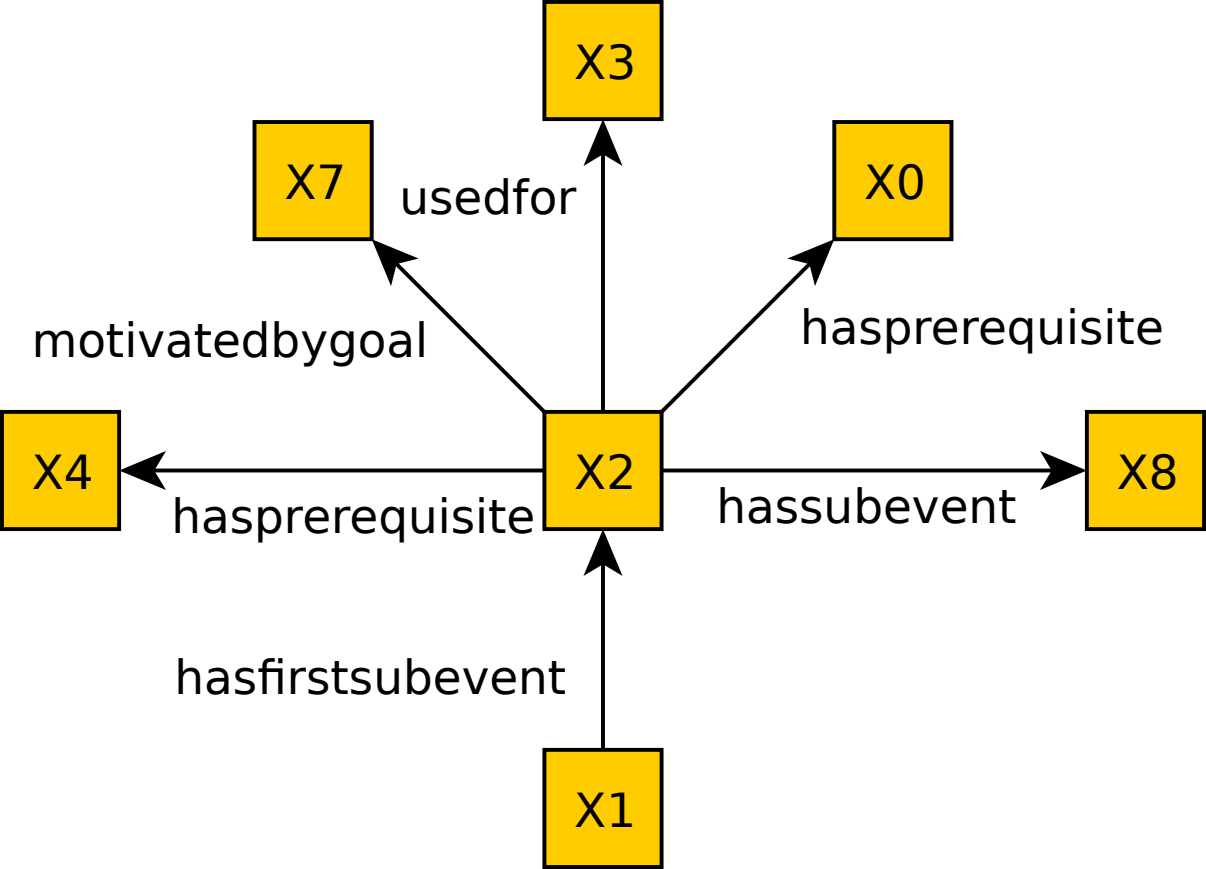 X3
X7
usedfor
X0
motivatedbygoal
hasprerequisite
X4
X2
X8
hasprerequisite
hassubevent
hasfirstsubevent
X1